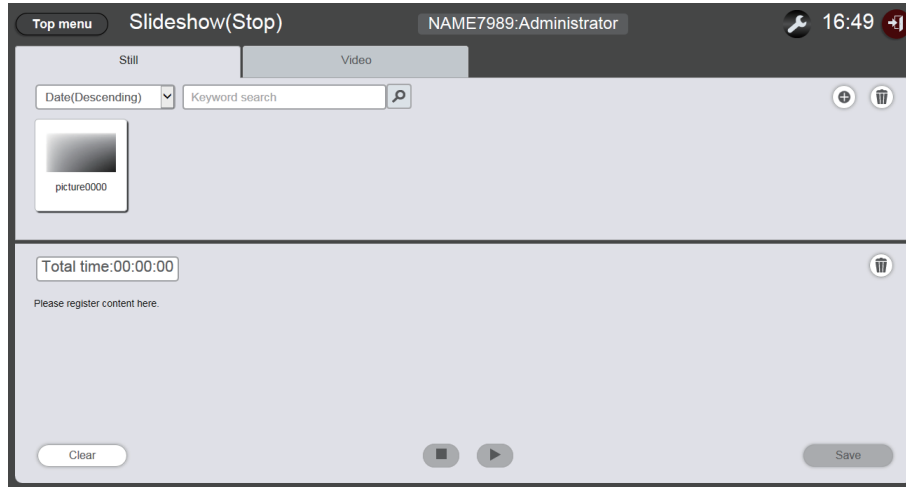 Top menu Slideshow(Stop) NAME7989:Administrator 16:49
Still Video
Date(Descending) Keyword search
picture0000
Total time:00:00:00
Please register content here.
Clear Save